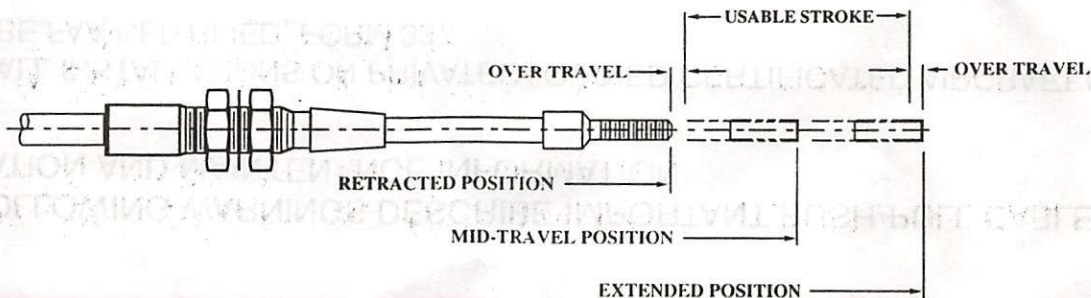 USABLE STROKE
OVER TRAVEL
OVER TRAVEL
RETRACTED POSITION
MID-TRAVEL POSITION
EXTENDED POSITION